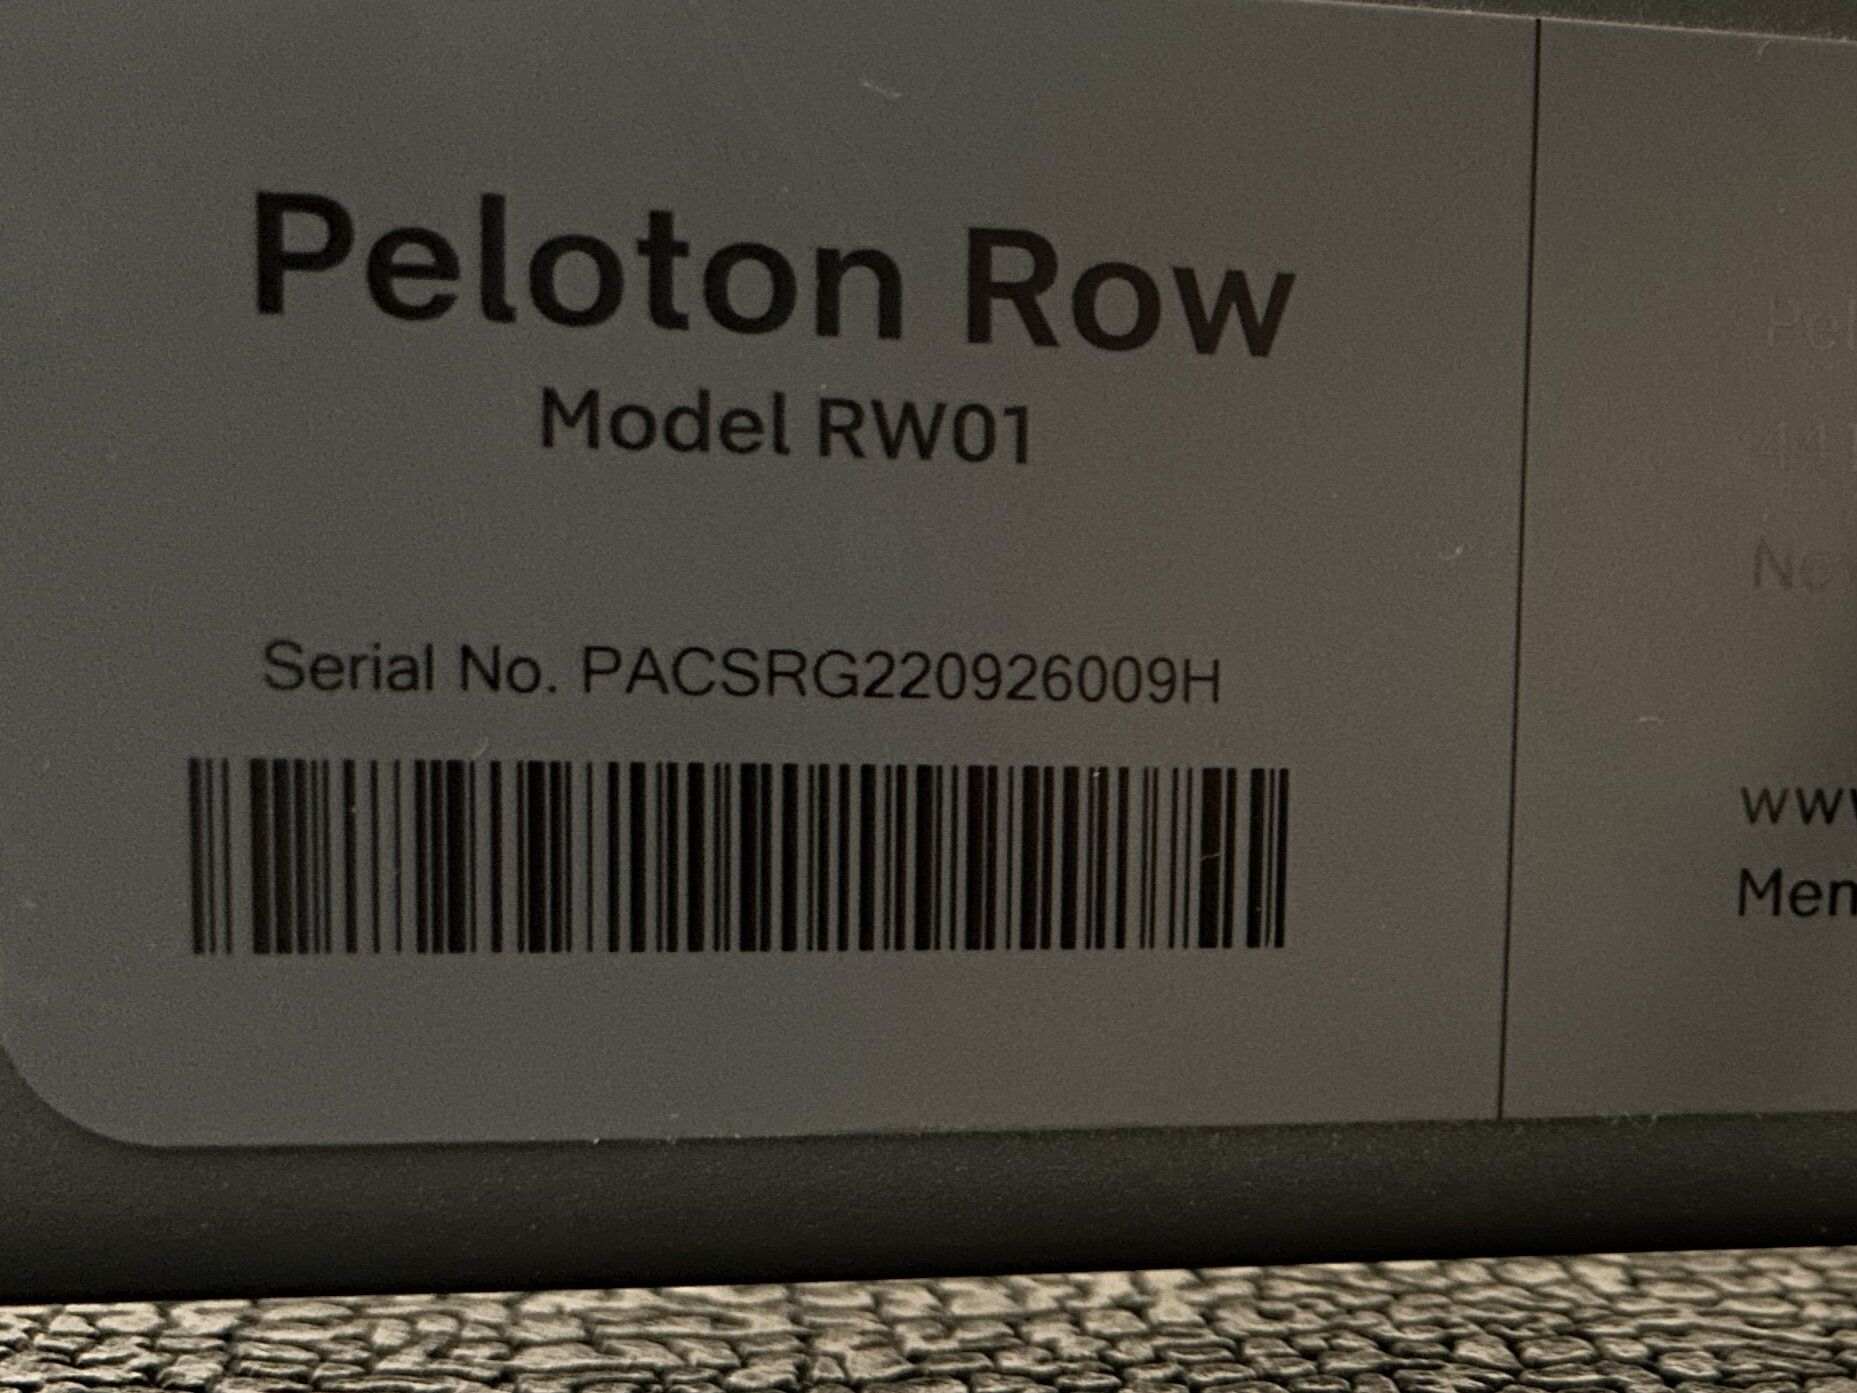 Peloton Row
Model RW01
Serial No. PACSRG220926009H